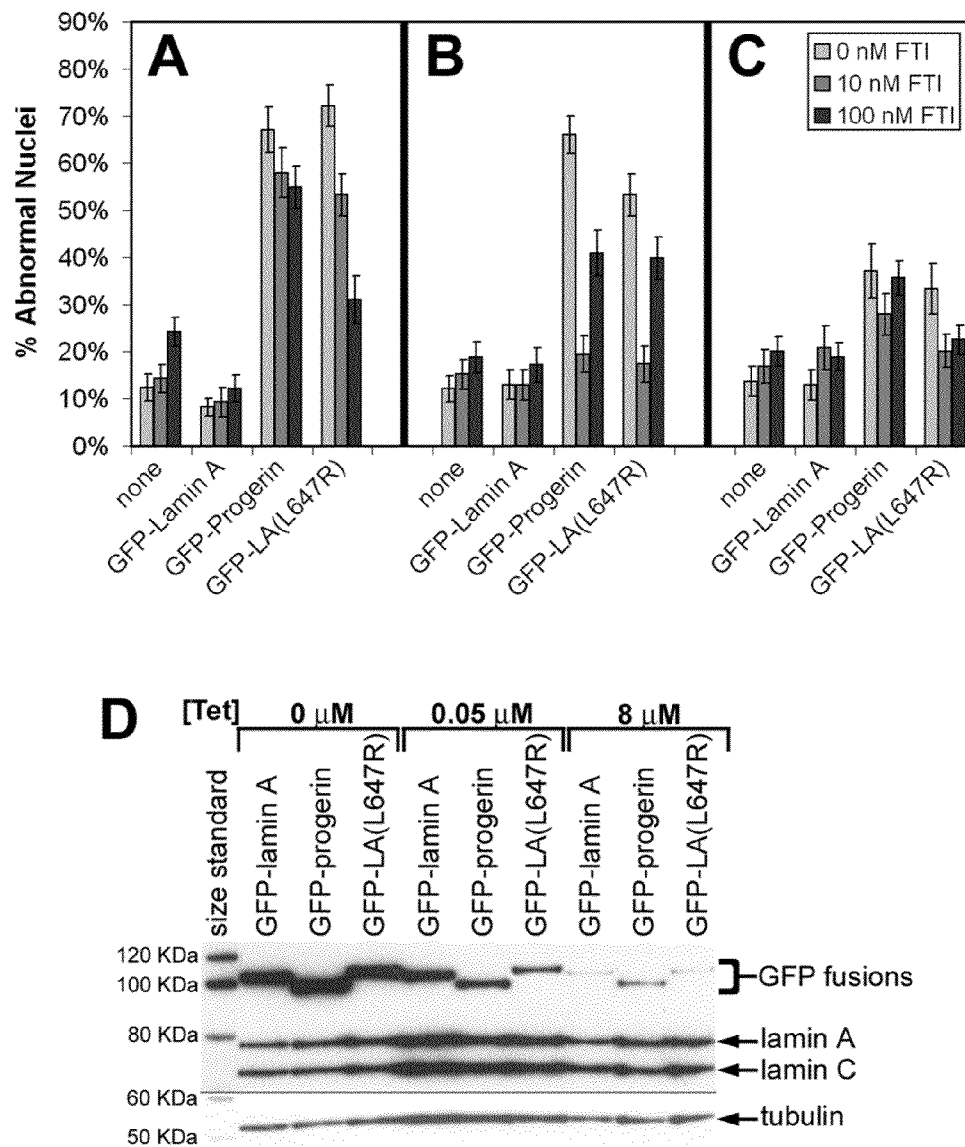 90%
80%
70%
60%
50%
40%
30%
20%
10%
0%
% Abnormal Nuclei
A
B
C
0 nM FTI
10 nM FTI
100 nM FTI
none
GFP-Lamin A
GFP-Progerin
GFP-LA(L647R)
none
GFP-Lamin A
GFP-Progerin
GFP-LA(L647R)
none
GFP-Lamin A
GFP-Progerin
GFP-LA(L647R)
D
[Tet] 0 μM 0.05 μM 8 μM
size standard
GFP-lamin A
GFP-progerin
GFP-LA(L647R)
GFP-lamin A
GFP-progerin
GFP-LA(L647R)
GFP-lamin A
GFP-progerin
GFP-LA(L647R)
120 KDa
100 KDa
80 KDa
60 KDa
50 KDa
GFP fusions
lamin A
lamin C
tubulin